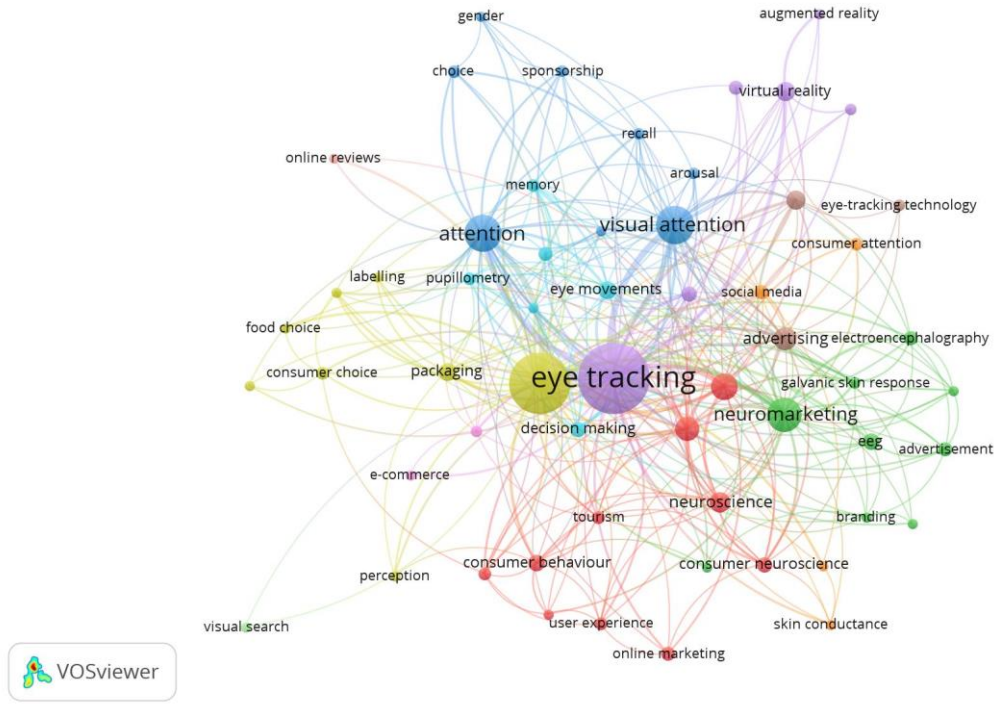 gender
augmented reality
choice
sponsorship
virtual reality
recall
online reviews
arousal
memory
eye-tracking technology
visual attention
attention
consumer attention
labelling
pupillometry
eye movements
social media
food choice
advertising
electroencephalography
consumer choice
packaging
eye tracking
galvanic skin response
neuromarketing
decision making
eeg
advertisement
e-commerce
neuroscience
tourism
branding
consumer behaviour
consumer neuroscience
perception
visual search
user experience
skin conductance
online marketing
VOSviewer